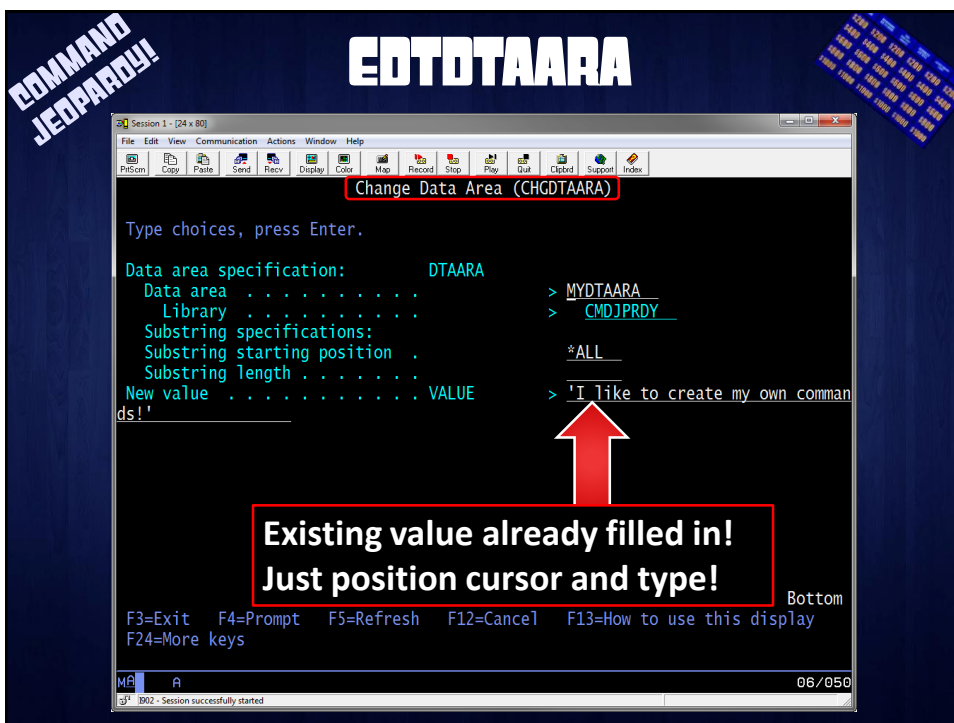 COMMAND
JEOPARDY!
EDTDTAARA
Session 1 - [24 x 80]
File Edit View Communication Actions Window Help
PrtScrn Copy Paste Send Recv Display Color Map Record Stop Play Quit Clipbrd Support Index
Change Data Area (CHGDTAARA)
Type choices, press Enter.
Data area specification: DTAARA
Data area . . . . . . . . . . > MYDTAARA
Library . . . . . . . . . . > CMDJPRDY
Substring specifications:
Substring starting position . *ALL
Substring length . . . . . . .
New value . . . . . . . . . . . VALUE > 'I like to create my own comman
ds!'
Existing value already filled in!
Just position cursor and type!
Bottom
F3=Exit F4=Prompt F5=Refresh F12=Cancel F13=How to use this display
F24=More keys
MA A 06/050
I902 - Session successfully started